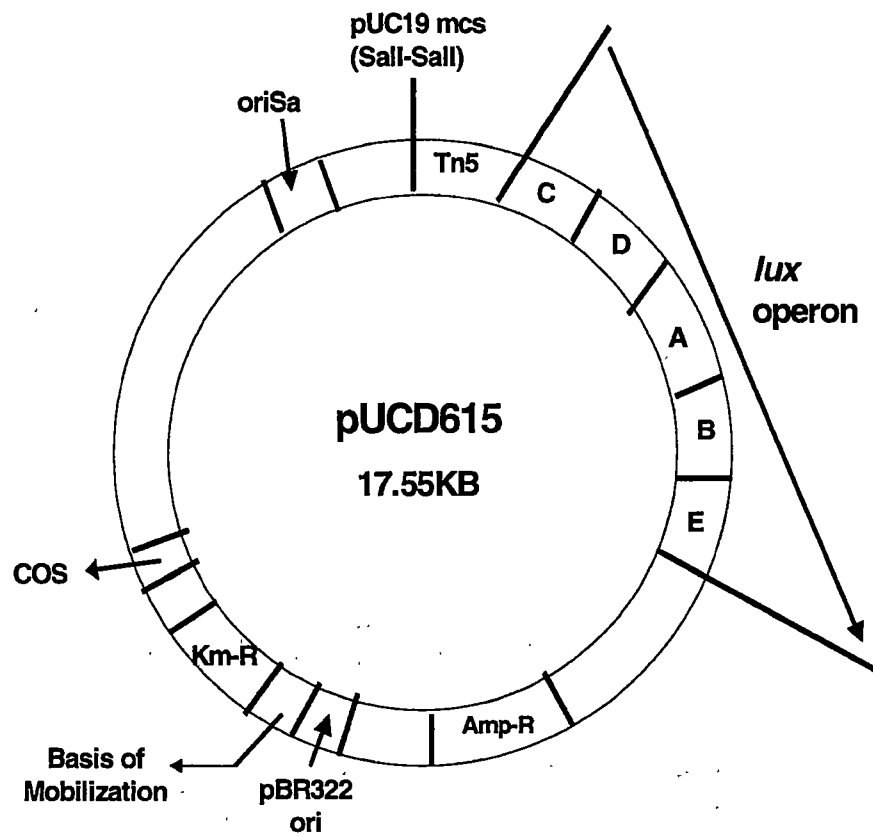 pUC19 mcs
(SalI-SalI)
oriSa
Tn5
C
D
A
B
E
lux
operon
pUCD615
17.55KB
COS
Km-R
Amp-R
Basis of
Mobilization
pBR322
ori